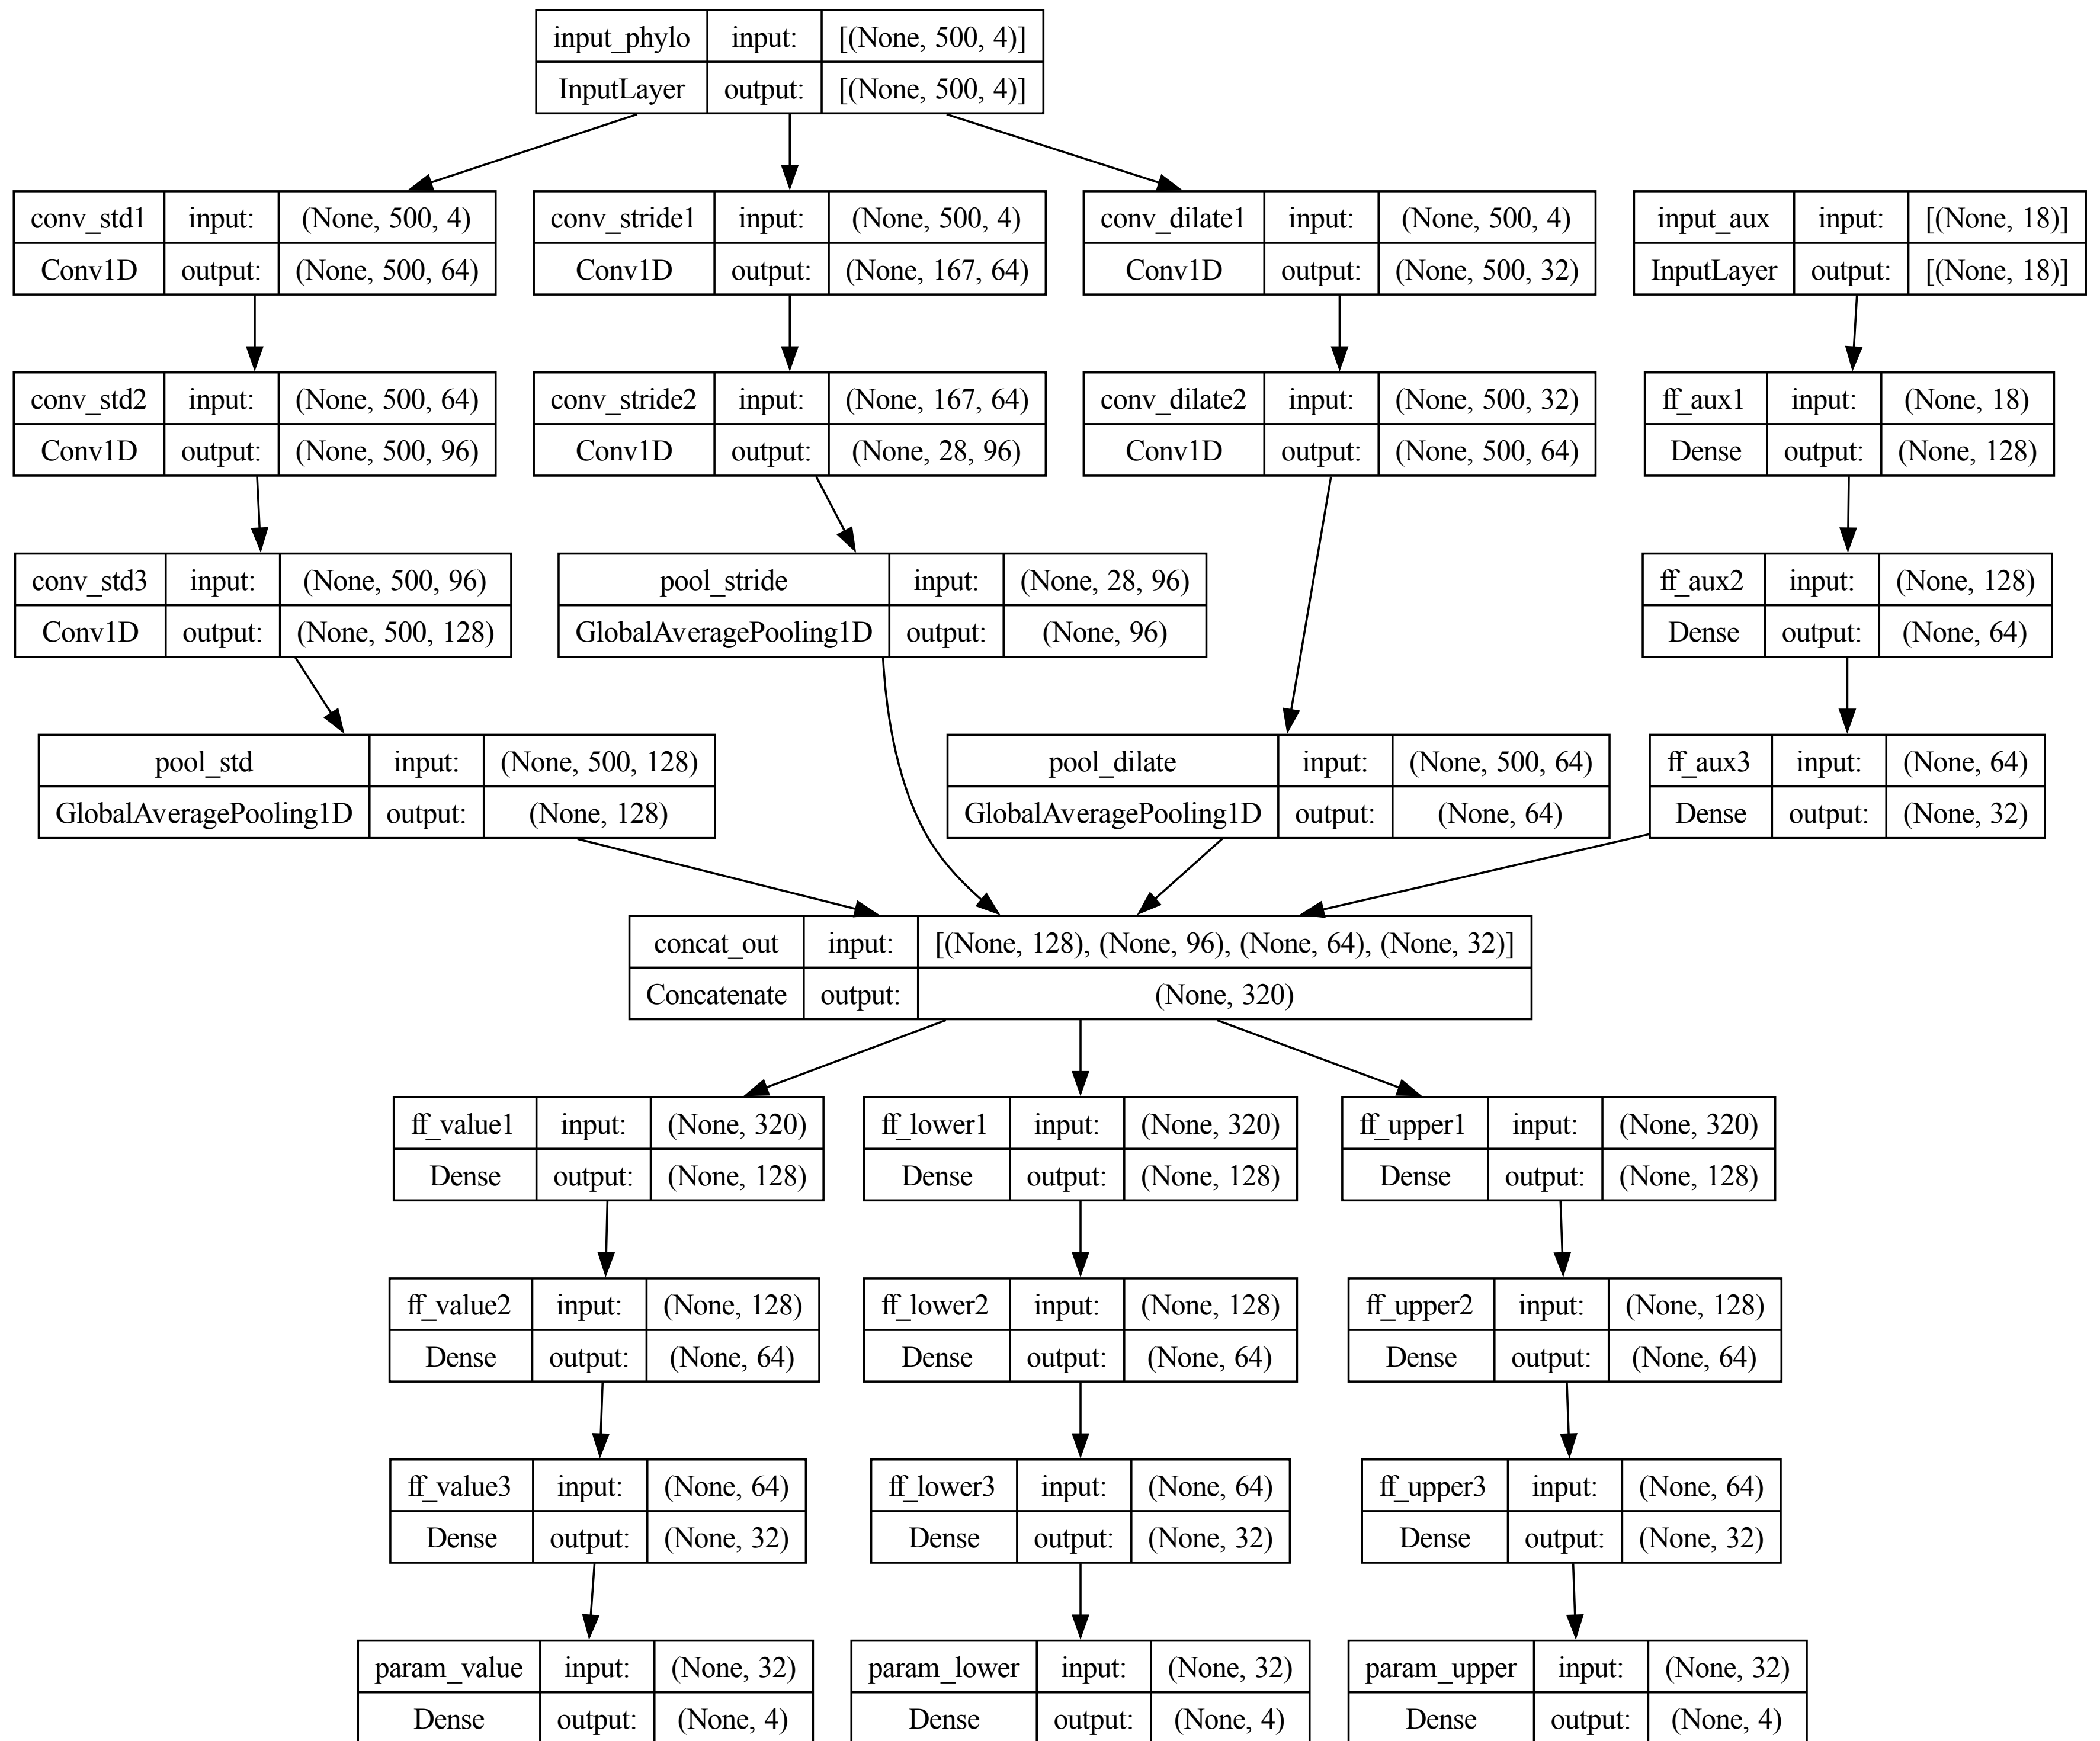 input_phylo input: [(None, 500, 4)]
InputLayer output: [(None, 500, 4)]
conv_std1 input: (None, 500, 4)
Conv1D output: (None, 500, 64)
conv_stride1 input: (None, 500, 4)
Conv1D output: (None, 167, 64)
conv_dilate1 input: (None, 500, 4)
Conv1D output: (None, 500, 32)
input_aux input: [(None, 18)]
InputLayer output: [(None, 18)]
conv_std2 input: (None, 500, 64)
Conv1D output: (None, 500, 96)
conv_stride2 input: (None, 167, 64)
Conv1D output: (None, 28, 96)
conv_dilate2 input: (None, 500, 32)
Conv1D output: (None, 500, 64)
ff_aux1 input: (None, 18)
Dense output: (None, 128)
conv_std3 input: (None, 500, 96)
Conv1D output: (None, 500, 128)
pool_stride input: (None, 28, 96)
GlobalAveragePooling1D output: (None, 96)
ff_aux2 input: (None, 128)
Dense output: (None, 64)
pool_std input: (None, 500, 128)
GlobalAveragePooling1D output: (None, 128)
pool_dilate input: (None, 500, 64)
GlobalAveragePooling1D output: (None, 64)
ff_aux3 input: (None, 64)
Dense output: (None, 32)
concat_out input: [(None, 128), (None, 96), (None, 64), (None, 32)]
Concatenate output: (None, 320)
ff_value1 input: (None, 320)
Dense output: (None, 128)
ff_lower1 input: (None, 320)
Dense output: (None, 128)
ff_upper1 input: (None, 320)
Dense output: (None, 128)
ff_value2 input: (None, 128)
Dense output: (None, 64)
ff_lower2 input: (None, 128)
Dense output: (None, 64)
ff_upper2 input: (None, 128)
Dense output: (None, 64)
ff_value3 input: (None, 64)
Dense output: (None, 32)
ff_lower3 input: (None, 64)
Dense output: (None, 32)
ff_upper3 input: (None, 64)
Dense output: (None, 32)
param_value input: (None, 32)
Dense output: (None, 4)
param_lower input: (None, 32)
Dense output: (None, 4)
param_upper input: (None, 32)
Dense output: (None, 4)